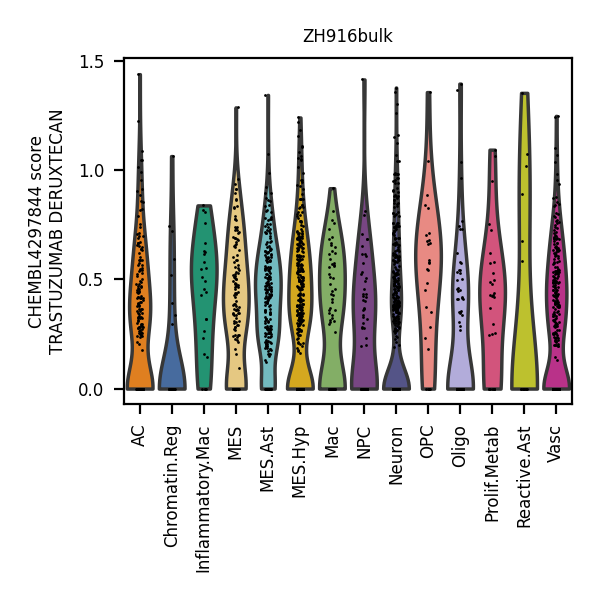 ZH916bulk
CHEMBL4297844 score
TRASTUZUMAB DERUXTECAN
1.5
1.0
0.5
0.0
AC
Chromatin.Reg
Inflammatory.Mac
MES
MES.Ast
MES.Hyp
Mac
NPC
Neuron
OPC
Oligo
Prolif.Metab
Reactive.Ast
Vasc